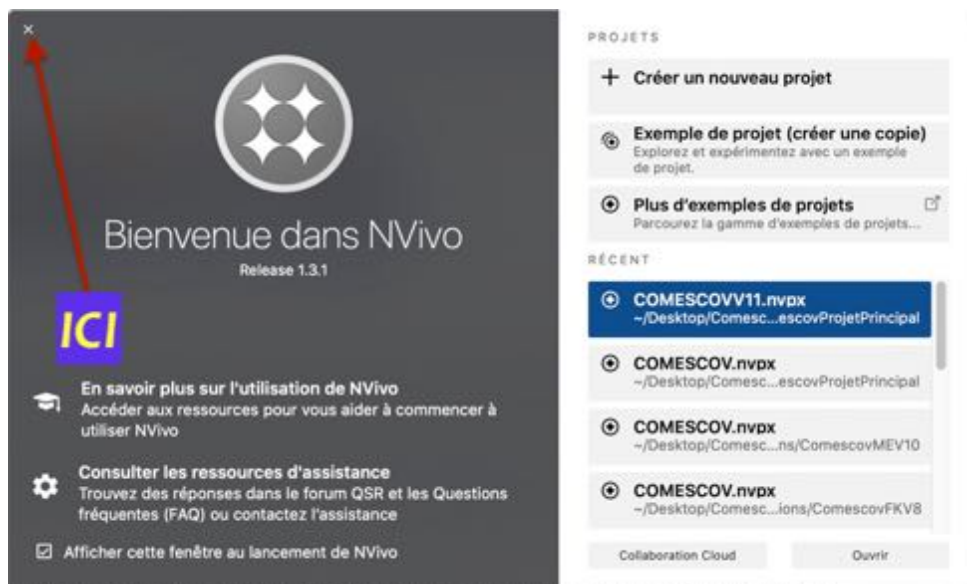 ×
Bienvenue dans NVivo
Release 1.3.1
ICI
En savoir plus sur l'utilisation de NVivo
Accéder aux ressources pour vous aider à commencer à
utiliser NVivo
Consulter les ressources d'assistance
Trouvez des réponses dans le forum QSR et les Questions
fréquentes (FAQ) ou contactez l'assistance
Afficher cette fenêtre au lancement de NVivo
PROJETS
Créer un nouveau projet
Exemple de projet (créer une copie)
Explorez et expérimentez avec un exemple
de projet.
Plus d'exemples de projets
Parcourez la gamme d'exemples de projets...
RÉCENT
COMESCOVV11.nvpx
~/Desktop/Comesc...escovProjetPrincipal
COMESCOV.nvpx
~/Desktop/Comesc...escovProjetPrincipal
COMESCOV.nvpx
~/Desktop/Comesc...ns/ComescovMEV10
COMESCOV.nvpx
~/Desktop/Comesc...ions/ComescovFKV8
Collaboration Cloud
Ouvrir